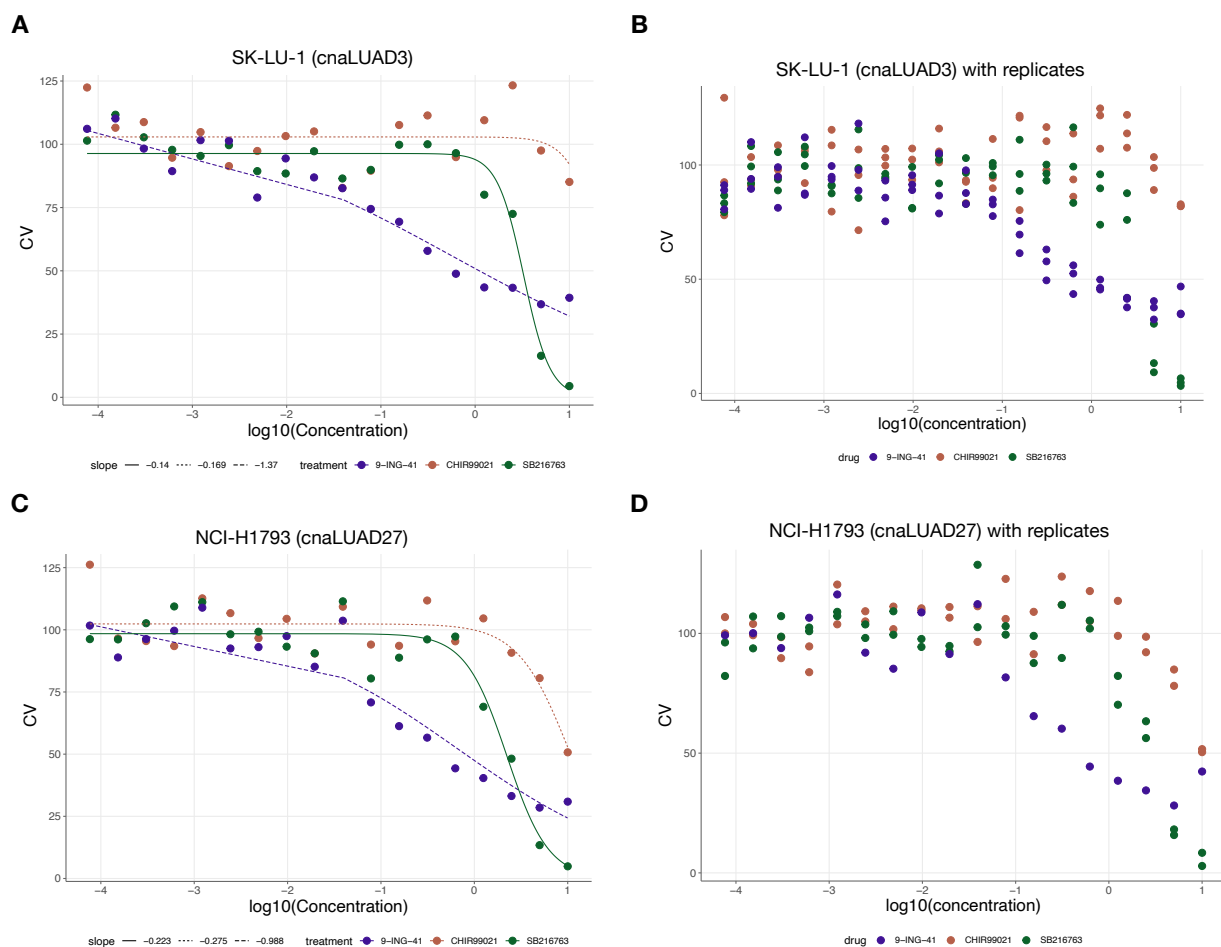 A
SK-LU-1 (cnaLUAD3)
CV
125
100
75
50
25
0
−4
−3
−2
−1
0
1
log10(Concentration)
slope −0.14 −0.169 −1.37 treatment 9−ING−41 CHIR99021 SB216763
B
SK-LU-1 (cnaLUAD3) with replicates
CV
100
50
0
−4
−3
−2
−1
0
1
log10(concentration)
drug 9−ING−41 CHIR99021 SB216763
C
NCI-H1793 (cnaLUAD27)
CV
125
100
75
50
25
0
−4
−3
−2
−1
0
1
log10(Concentration)
slope −0.223 −0.275 −0.988 treatment 9−ING−41 CHIR99021 SB216763
D
NCI-H1793 (cnaLUAD27) with replicates
CV
100
50
0
−4
−3
−2
−1
0
1
log10(concentration)
drug 9−ING−41 CHIR99021 SB216763